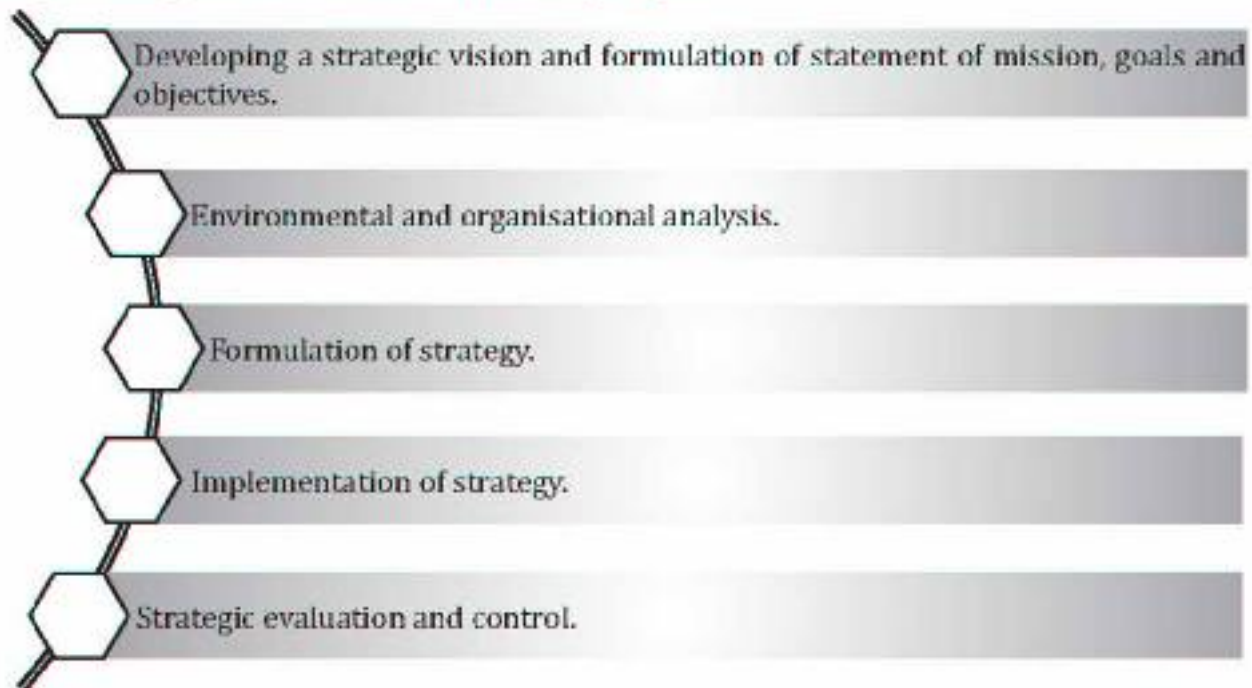 Developing a strategic vision and formulation of statement of mission, goals and
objectives.
Environmental and organisational analysis.
Formulation of strategy.
Implementation of strategy.
Strategic evaluation and control.